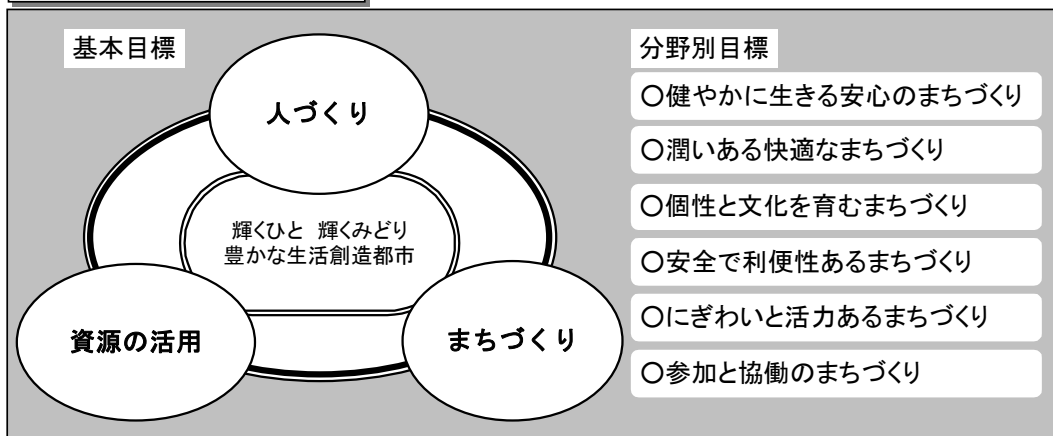 基本目標
人づくり
輝くひと 輝くみどり
豊かな生活創造都市
資源の活用
まちづくり
分野別目標
○健やかに生きる安心のまちづくり
○潤いある快適なまちづくり
○個性と文化を育むまちづくり
○安全で利便性あるまちづくり
○にぎわいと活力あるまちづくり
○参加と協働のまちづくり